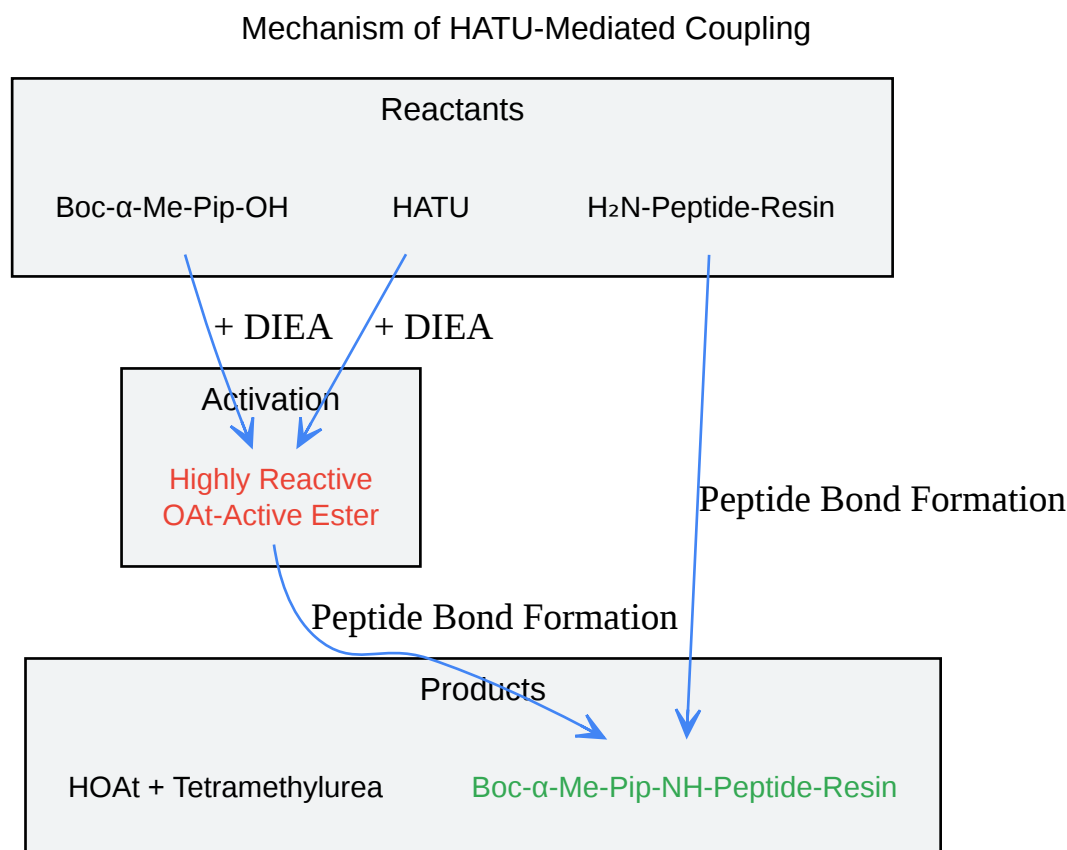 Mechanism of HATU-Mediated Coupling
Reactants
Boc-α-Me-Pip-OH
HATU
H₂N-Peptide-Resin
+ DIEA
+ DIEA
Activation
Highly Reactive
OAt-Active Ester
Peptide Bond Formation
Peptide Bond Formation
Products
HOAt + Tetramethylurea
Boc-α-Me-Pip-NH-Peptide-Resin